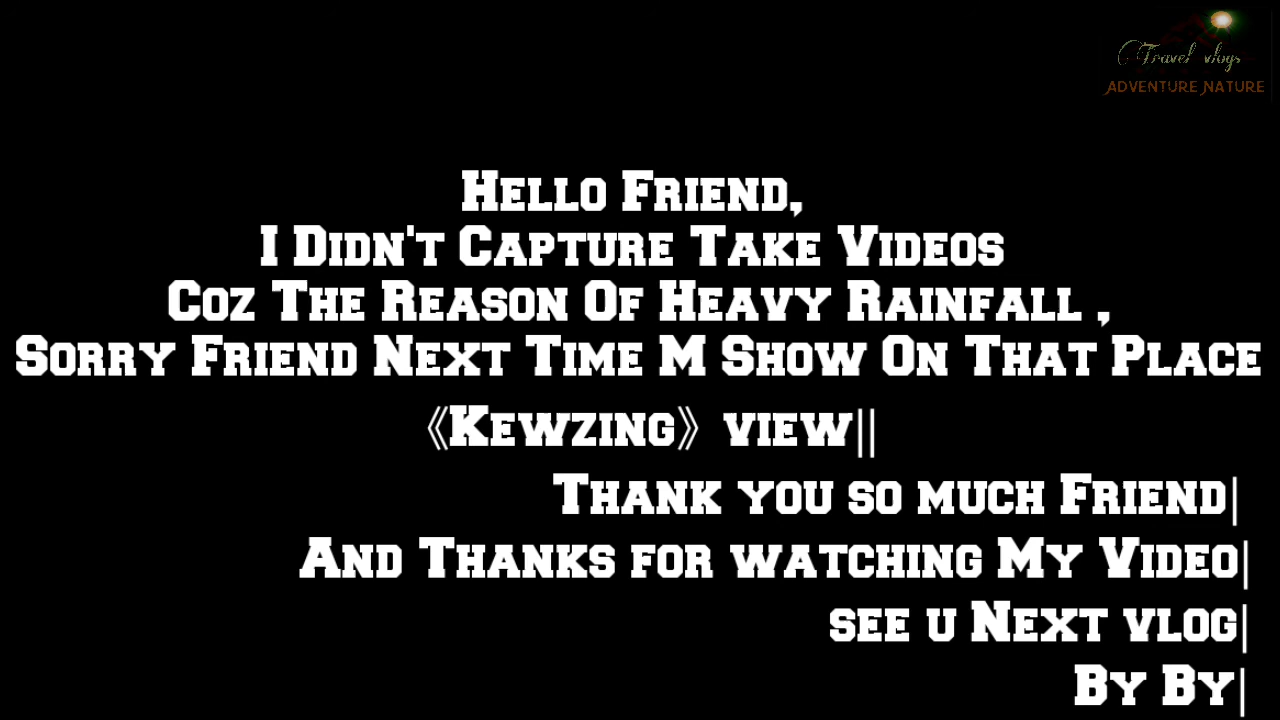 Travel vlogs
ADVENTURE NATURE
Hello Friend,
I Didn't Capture Take Videos
Coz The Reason Of Heavy Rainfall ,
Sorry Friend Next Time M Show On That Place
《Kewzing》 view||
Thank you so much Friend|
And Thanks for watching My Video|
see u Next vlog|
By By|